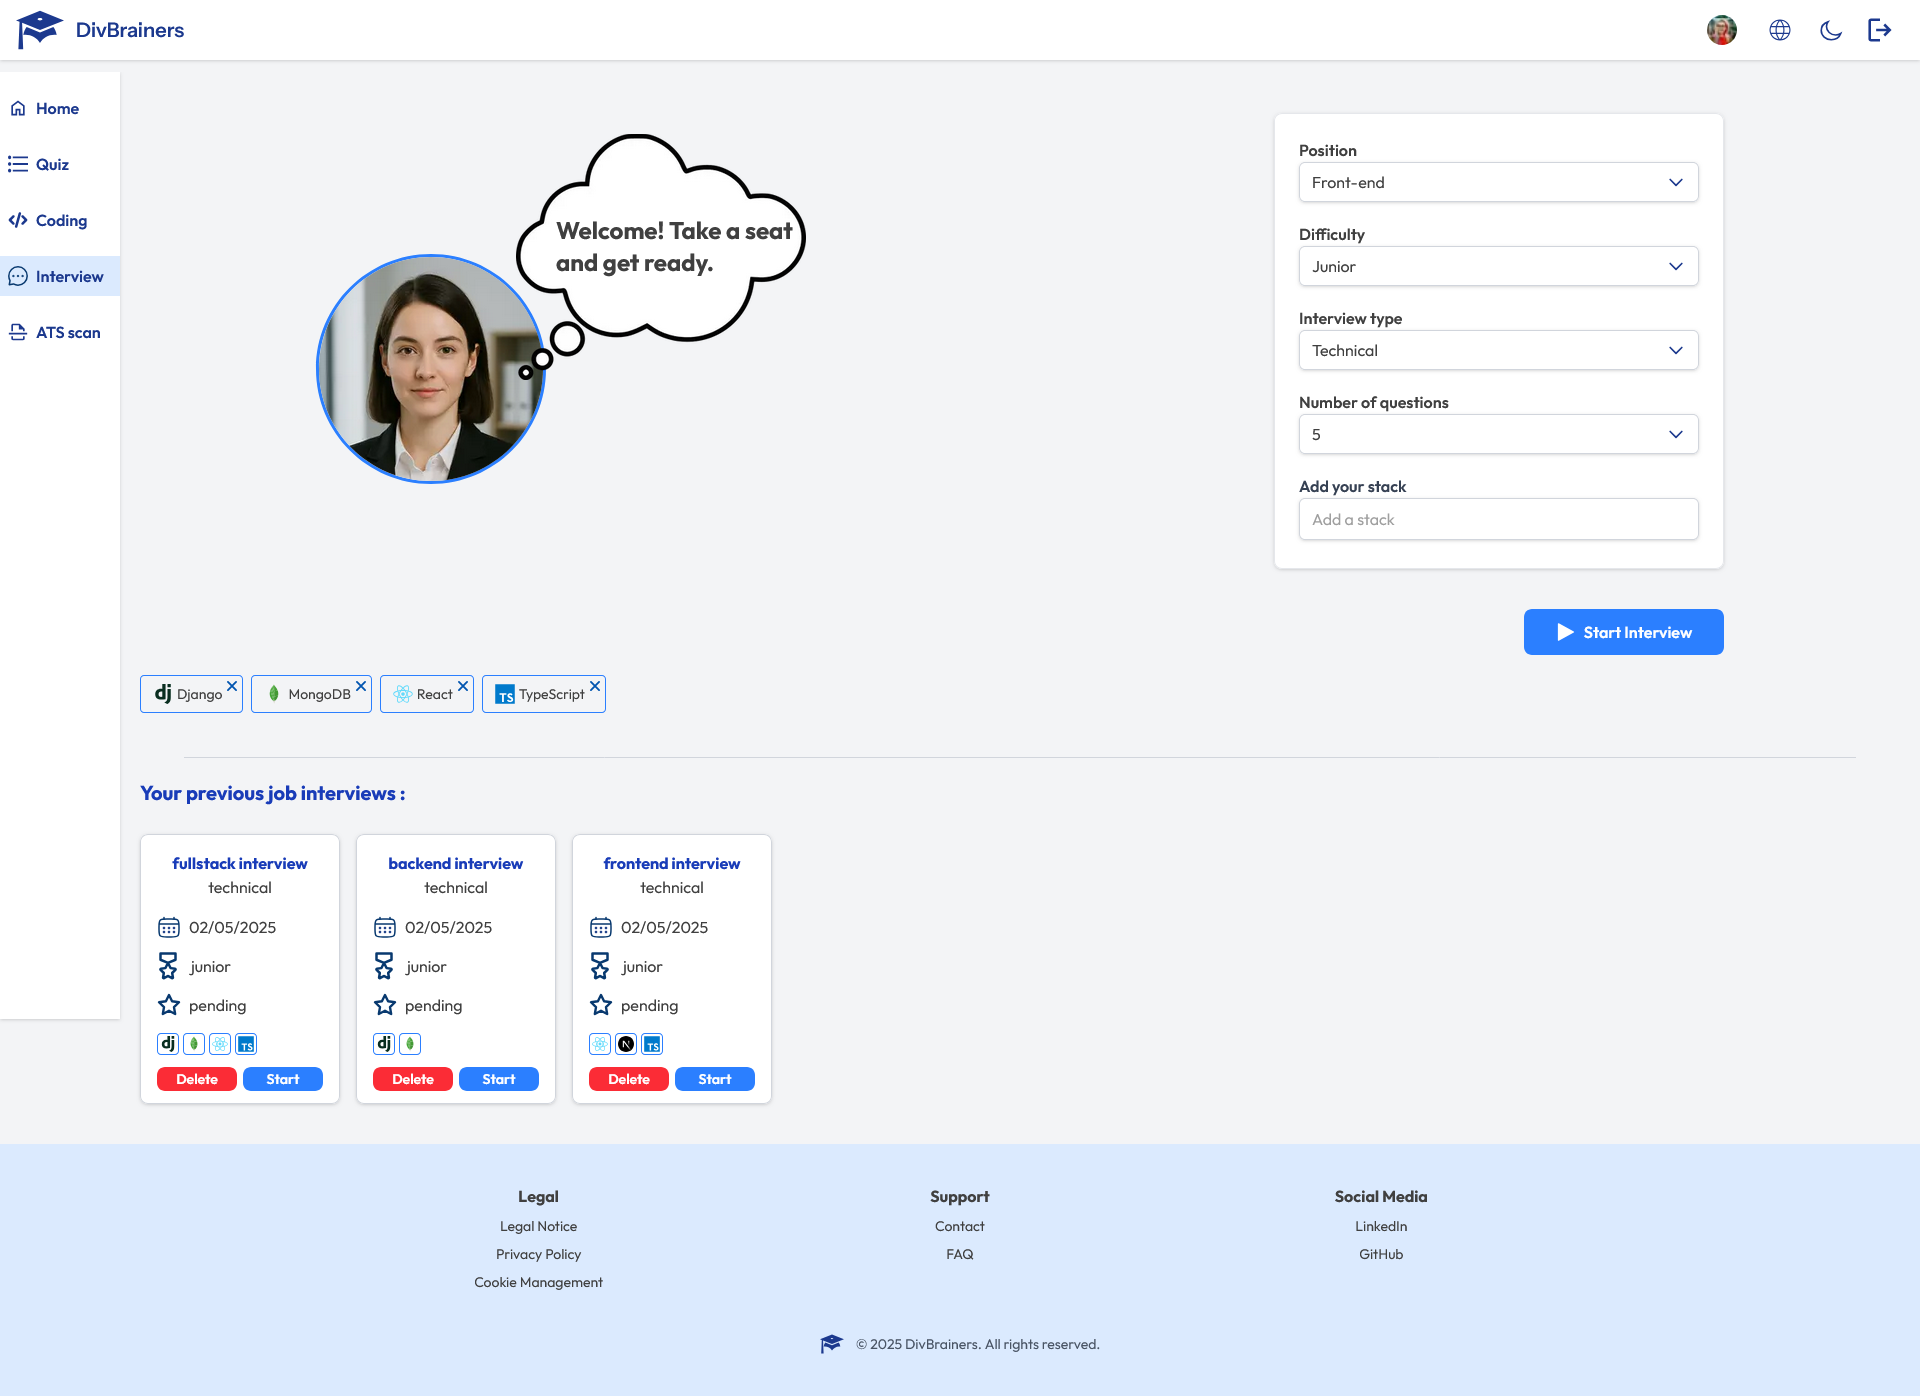 DivBrainers
Home
Quiz
Coding
Interview
ATS scan
Welcome! Take a seat
and get ready.
Position
Front-end
Difficulty
Junior
Interview type
Technical
Number of questions
5
Add your stack
Add a stack
Start Interview
dj Django
MongoDB
React
TS TypeScript
Your previous job interviews :
fullstack interview
technical
02/05/2025
junior
pending
dj TS
Delete Start
backend interview
technical
02/05/2025
junior
pending
dj
Delete Start
frontend interview
technical
02/05/2025
junior
pending
N TS
Delete Start
Legal
Legal Notice
Privacy Policy
Cookie Management
Support
Contact
FAQ
Social Media
LinkedIn
GitHub
© 2025 DivBrainers. All rights reserved.